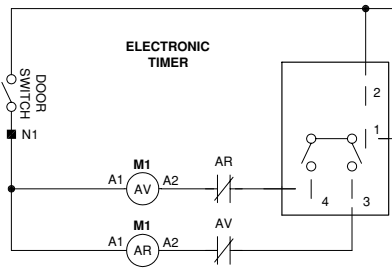 ELECTRONIC
TIMER
DOOR
SWITCH
N1
2
1
M1
AR
A1
AV
A2
4
3
M1
AV
A1
AR
A2